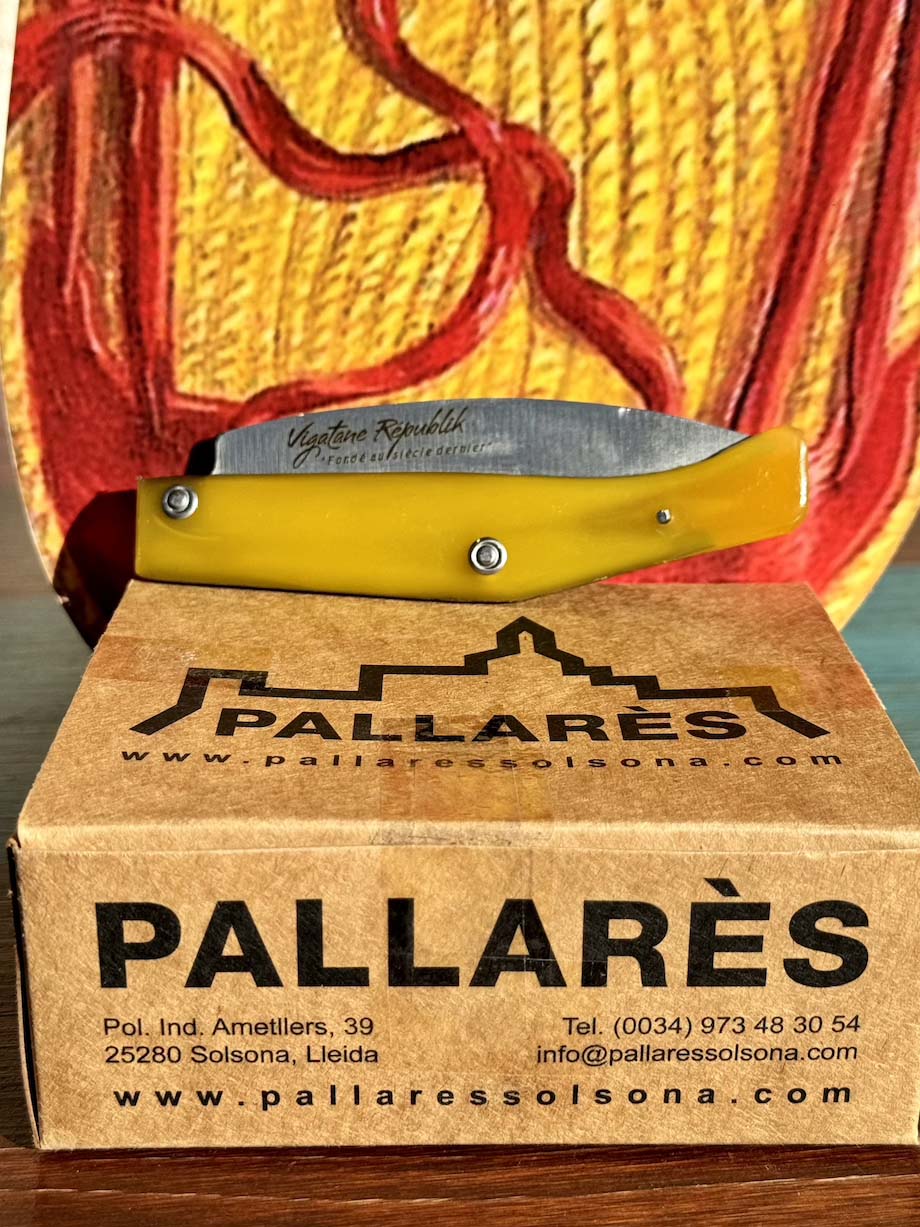 Vigatane Républik
"Fondé au siècle dernier"
PALLARÈS
www.pallaressolsona.com
PALLARÈS
Pol. Ind. Ametllers, 39
25280 Solsona, Lleida
Tel. (0034) 973 48 30 54
info@pallaressolsona.com
www.pallaressolsona.com